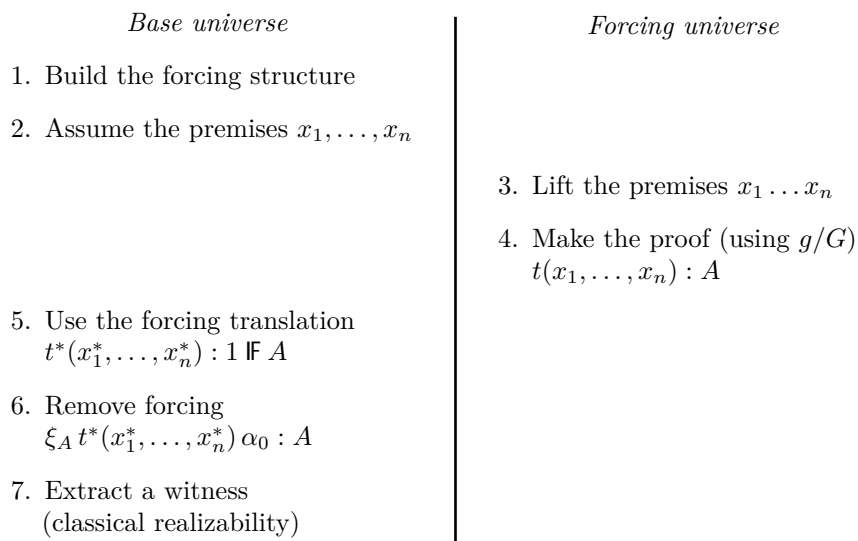 Base universe
1. Build the forcing structure
2. Assume the premises x₁, . . . , xₙ
5. Use the forcing translation
t*(x₁*, . . . , xₙ*) : 1 ⊩ A
6. Remove forcing
ξ_A t*(x₁*, . . . , xₙ*) α₀ : A
7. Extract a witness
(classical realizability)
Forcing universe
3. Lift the premises x₁ . . . xₙ
4. Make the proof (using g/G)
t(x₁, . . . , xₙ) : A